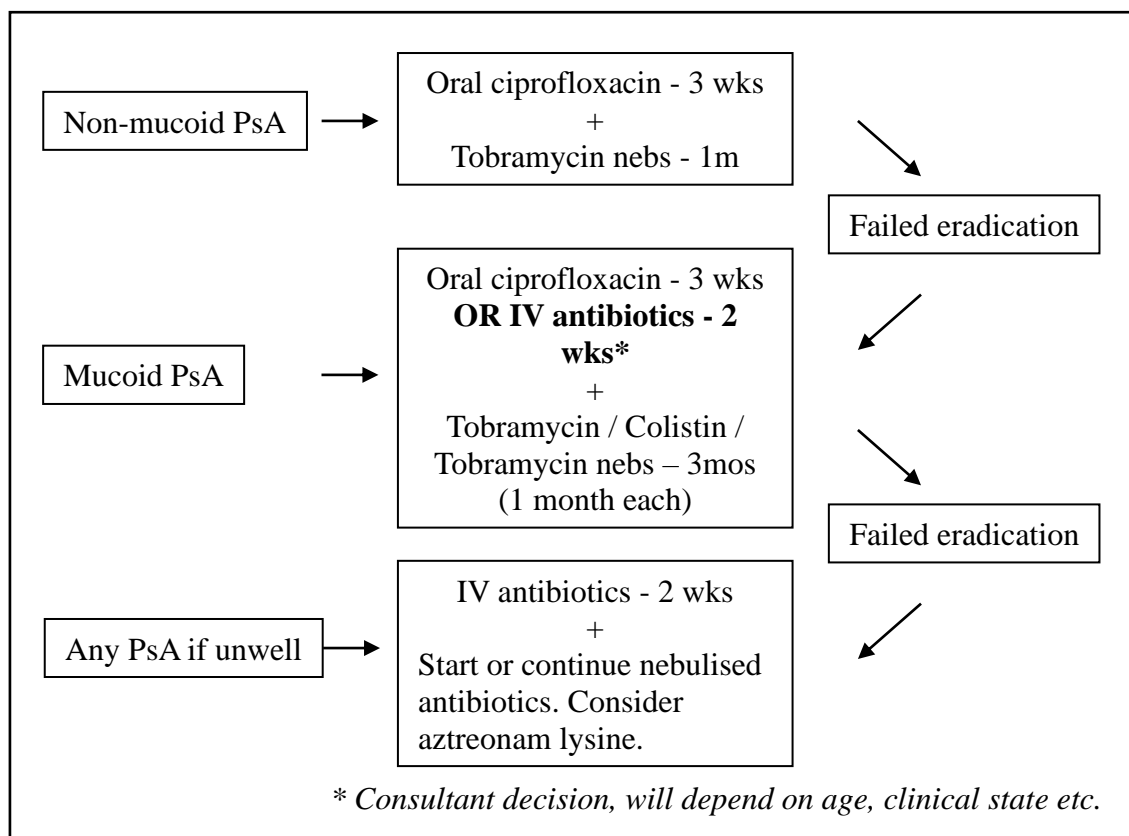 Non-mucoid PsA
Oral ciprofloxacin - 3 wks
+
Tobramycin nebs - 1m
Failed eradication
Mucoid PsA
Oral ciprofloxacin - 3 wks
OR IV antibiotics - 2
wks*
+
Tobramycin / Colistin /
Tobramycin nebs – 3mos
(1 month each)
Failed eradication
Any PsA if unwell
IV antibiotics - 2 wks
+
Start or continue nebulised
antibiotics. Consider
aztreonam lysine.
* Consultant decision, will depend on age, clinical state etc.